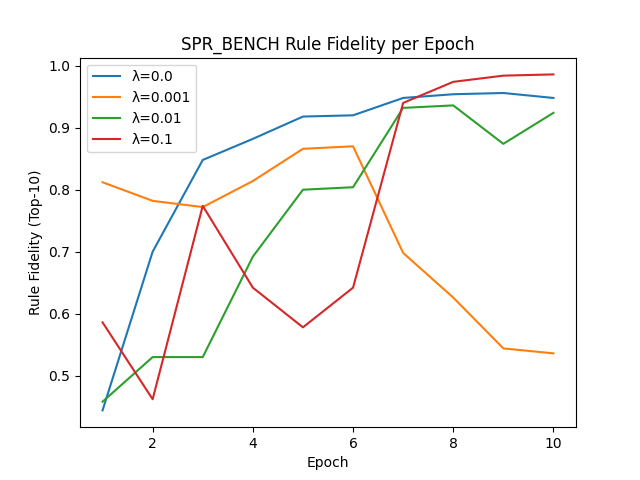 SPR_BENCH Rule Fidelity per Epoch
λ=0.0
λ=0.001
λ=0.01
λ=0.1
Rule Fidelity (Top-10)
1.0
0.9
0.8
0.7
0.6
0.5
2
4
6
8
10
Epoch